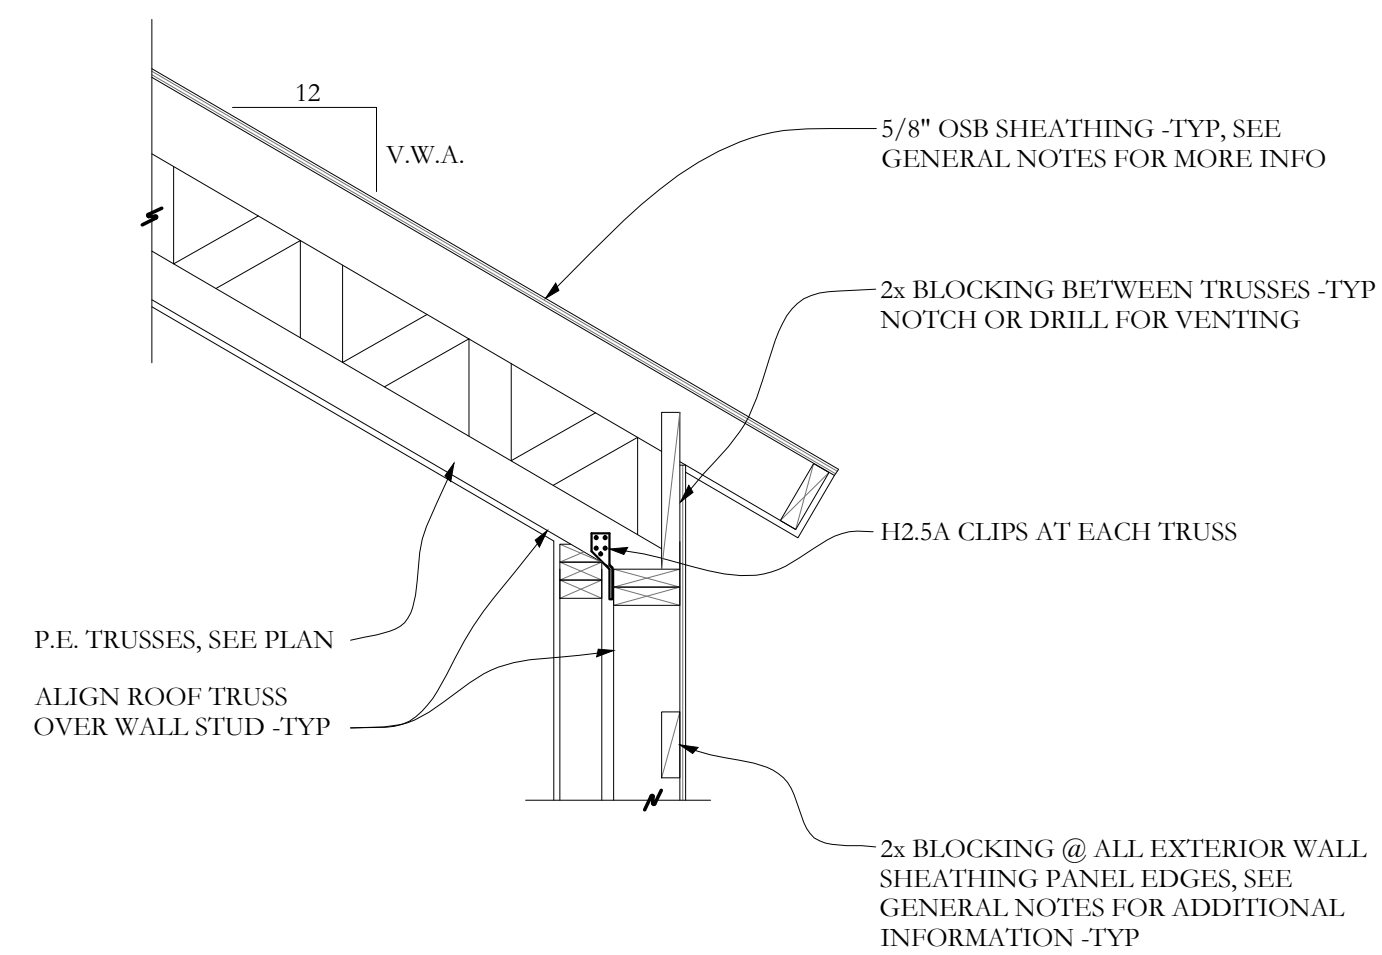 12
V.W.A.
5/8" OSB SHEATHING -TYP, SEE
GENERAL NOTES FOR MORE INFO
2x BLOCKING BETWEEN TRUSSES -TYP
NOTCH OR DRILL FOR VENTING
H2.5A CLIPS AT EACH TRUSS
P.E. TRUSSES, SEE PLAN
ALIGN ROOF TRUSS
OVER WALL STUD -TYP
2x BLOCKING @ ALL EXTERIOR WALL
SHEATHING PANEL EDGES, SEE
GENERAL NOTES FOR ADDITIONAL
INFORMATION -TYP